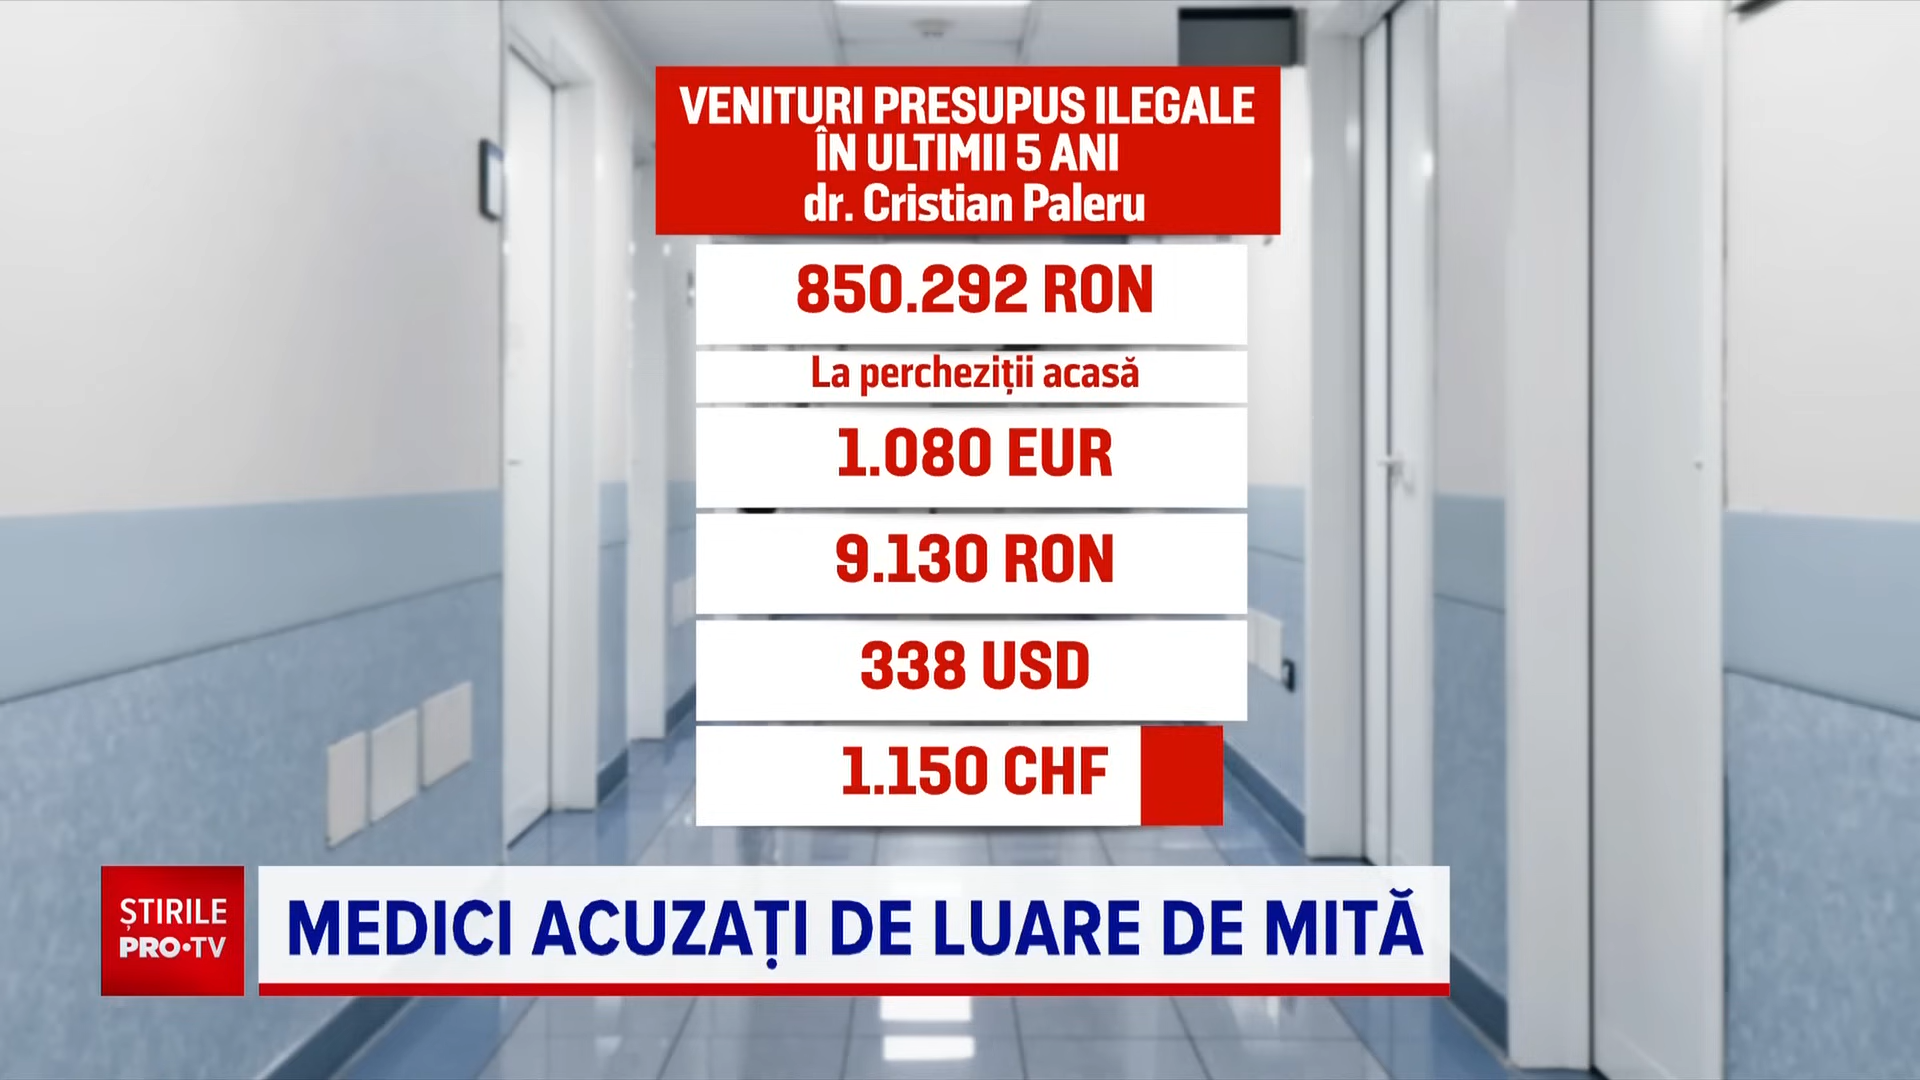 VENITURI PRESUPUS ILEGALE
ÎN ULTIMII 5 ANI
dr. Cristian Paleru
850.292 RON
La percheziții acasă
1.080 EUR
9.130 RON
338 USD
1.150 CHF
ȘTIRILE
PRO•TV
MEDICI ACUZAȚI DE LUARE DE MITĂ